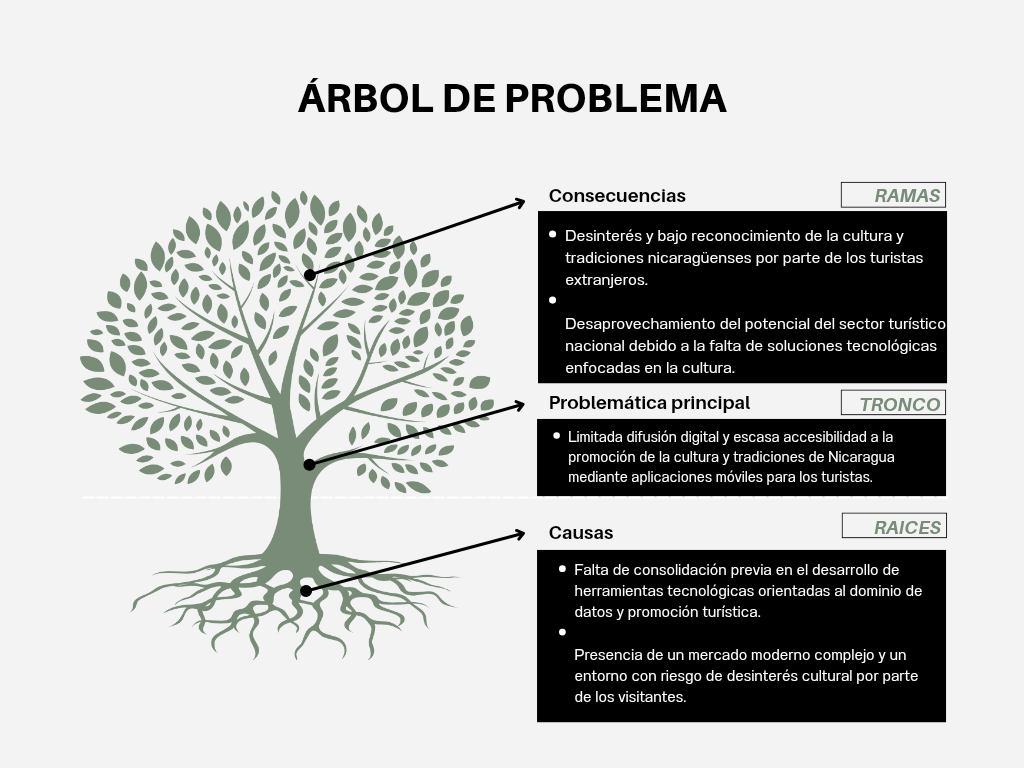 ÁRBOL DE PROBLEMA
Consecuencias
RAMAS
Desinterés y bajo reconocimiento de la cultura y
tradiciones nicaragüenses por parte de los turistas
extranjeros.
Desaprovechamiento del potencial del sector turístico
nacional debido a la falta de soluciones tecnológicas
enfocadas en la cultura.
Problemática principal
TRONCO
Limitada difusión digital y escasa accesibilidad a la
promoción de la cultura y tradiciones de Nicaragua
mediante aplicaciones móviles para los turistas.
Causas
RAICES
Falta de consolidación previa en el desarrollo de
herramientas tecnológicas orientadas al dominio de
datos y promoción turística.
Presencia de un mercado moderno complejo y un
entorno con riesgo de desinterés cultural por parte
de los visitantes.